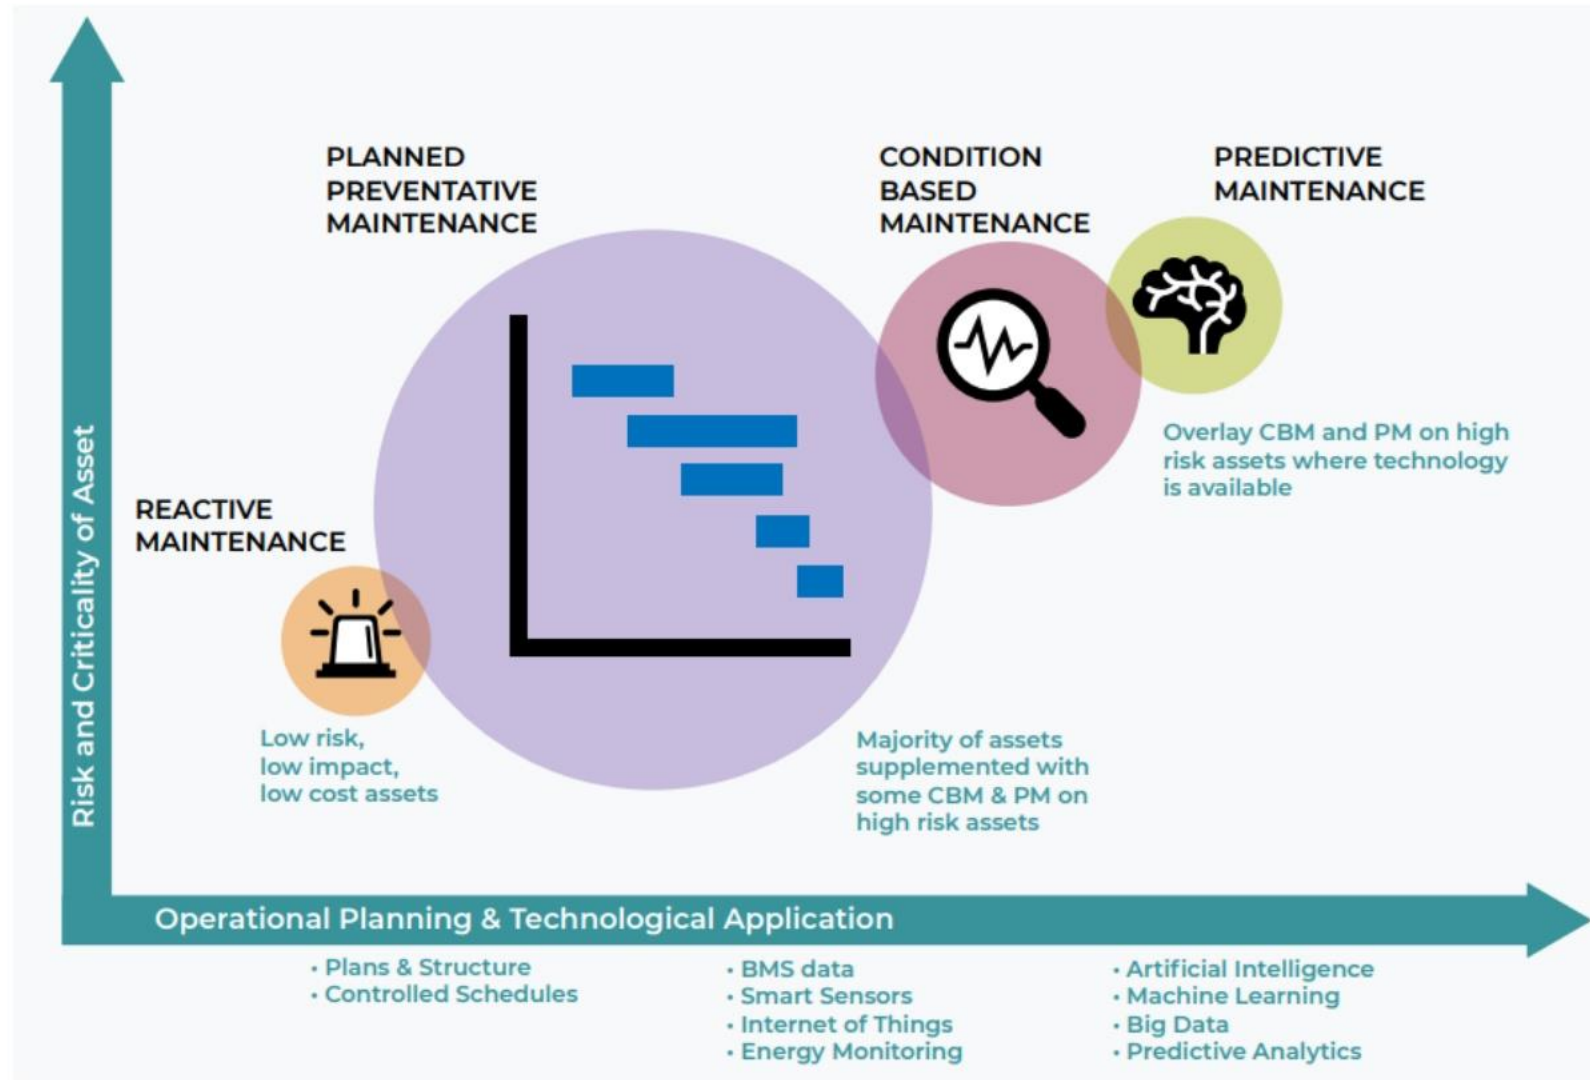 PLANNED
PREVENTATIVE
MAINTENANCE
CONDITION
BASED
MAINTENANCE
PREDICTIVE
MAINTENANCE
Overlay CBM and PM on high
risk assets where technology
is available
REACTIVE
MAINTENANCE
Low risk,
low impact,
low cost assets
Majority of assets
supplemented with
some CBM & PM on
high risk assets
Risk and Criticality of Asset
Operational Planning & Technological Application
• Plans & Structure
• Controlled Schedules
• BMS data
• Smart Sensors
• Internet of Things
• Energy Monitoring
• Artificial Intelligence
• Machine Learning
• Big Data
• Predictive Analytics